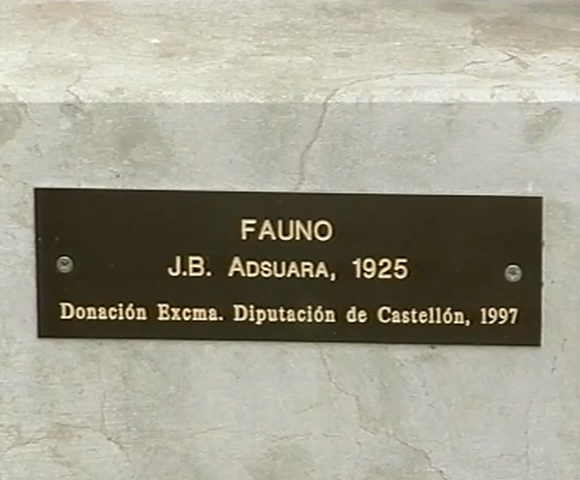 FAUNO
J.B. ADSUARA, 1925
Donación Excma. Diputación de Castellón, 1997